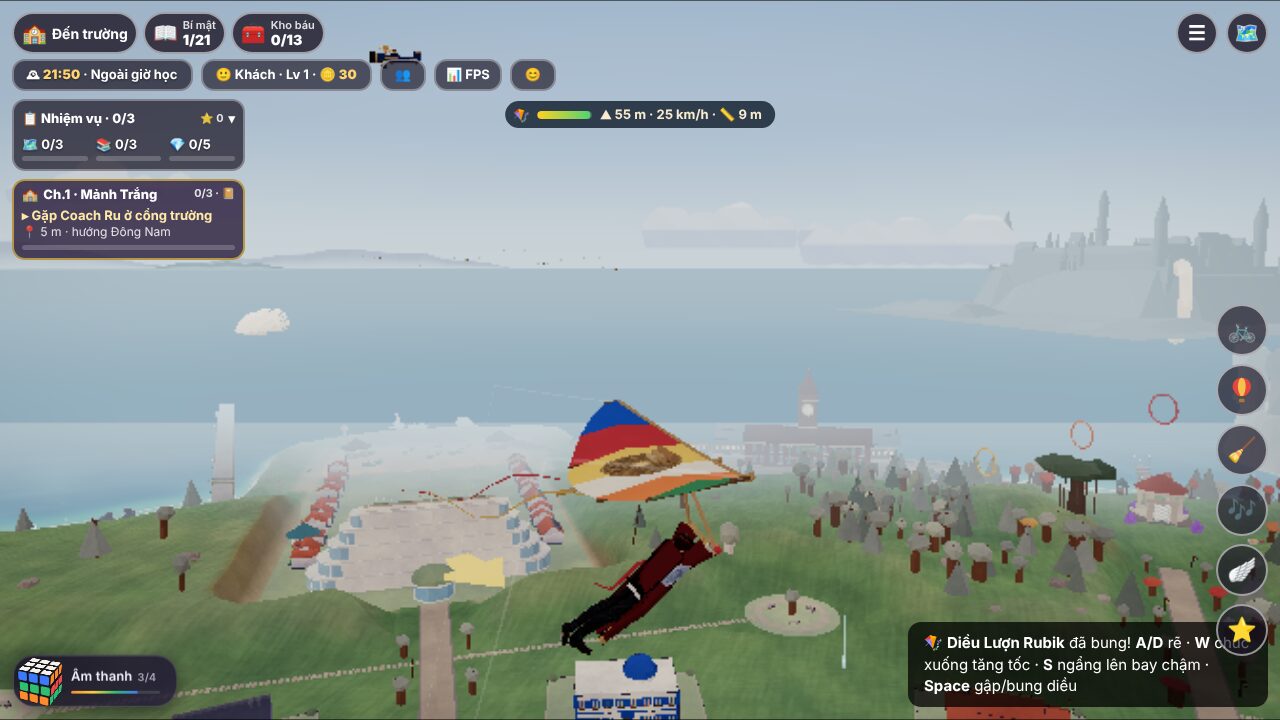 Đến trường
Bí mật
1/21
Kho báu
0/13
21:50 · Ngoài giờ học
Khách · Lv 1 · 30
FPS
55 m · 25 km/h · 9 m
Nhiệm vụ · 0/3
0
0/3
0/3
0/5
Ch.1 · Mảnh Trắng
0/3 ·
Gặp Coach Ru ở cổng trường
5 m · hướng Đông Nam
Âm thanh 3/4
Diều Lượn Rubik đã bung! A/D rẽ · W chúc
xuống tăng tốc · S ngẩng lên bay chậm ·
Space gập/bung diều